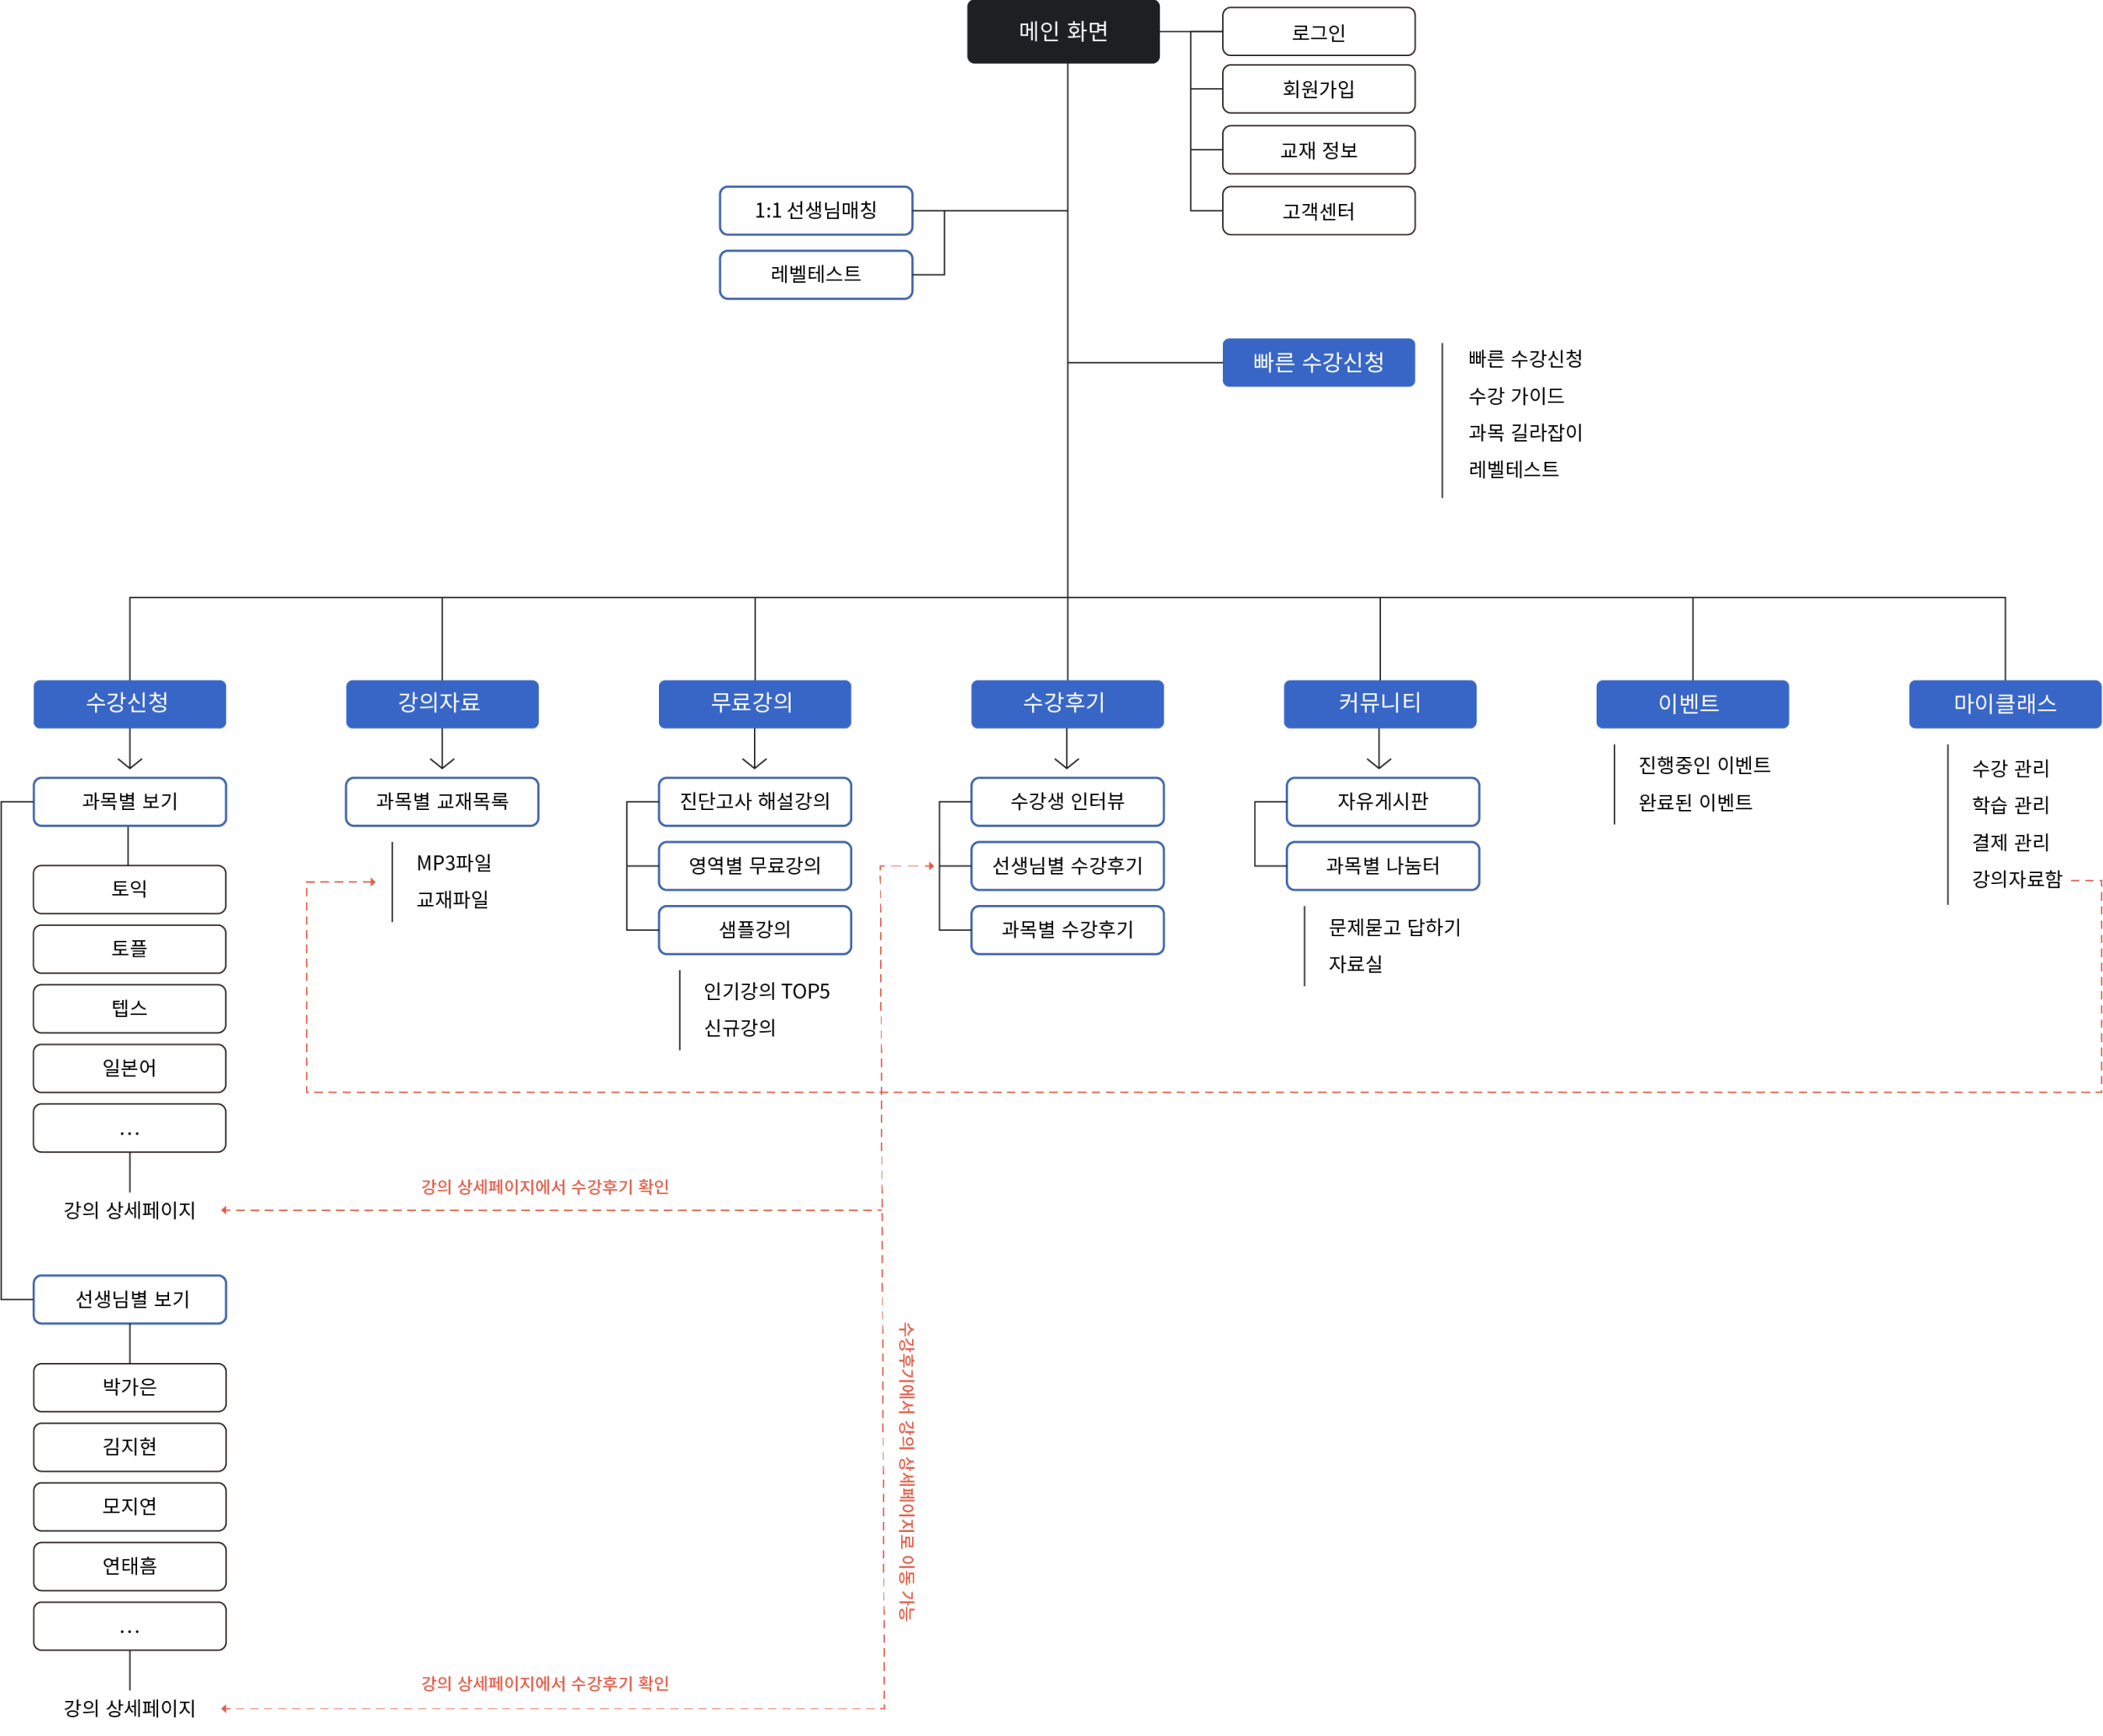 메인 화면
로그인
회원가입
교재 정보
고객센터
1:1 선생님매칭
레벨테스트
빠른 수강신청
빠른 수강신청
수강 가이드
과목 길라잡이
레벨테스트
수강신청
강의자료
무료강의
수강후기
커뮤니티
이벤트
마이클래스
과목별 보기
토익
토플
텝스
일본어
...
강의 상세페이지
선생님별 보기
박가은
김지현
모지연
연태흠
...
강의 상세페이지
과목별 교재목록
MP3파일
교재파일
진단고사 해설강의
영역별 무료강의
샘플강의
인기강의 TOP5
신규강의
수강생 인터뷰
선생님별 수강후기
과목별 수강후기
자유게시판
과목별 나눔터
문제묻고 답하기
자료실
진행중인 이벤트
완료된 이벤트
수강 관리
학습 관리
결제 관리
강의자료함
강의 상세페이지에서 수강후기 확인
수강후기에서 강의 상세페이지로 이동 가능
강의 상세페이지에서 수강후기 확인